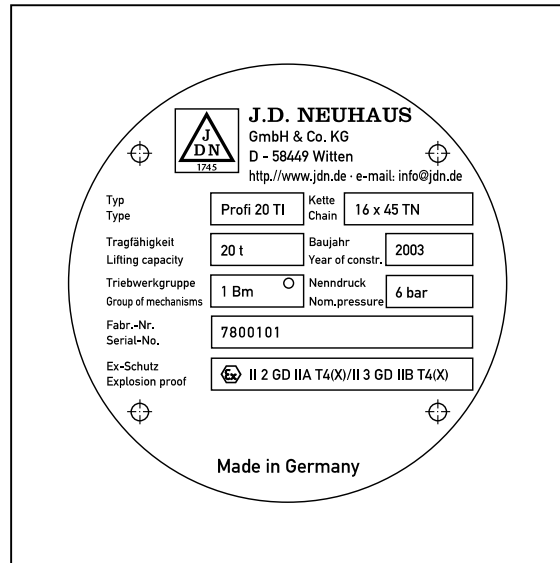 J
DN
1745
J.D. NEUHAUS
GmbH & Co. KG
D - 58449 Witten
http://www.jdn.de · e-mail: info@jdn.de
Typ
Type
Profi 20 TI
Kette
Chain
16 x 45 TN
Tragfähigkeit
Lifting capacity
20 t
Baujahr
Year of constr.
2003
Triebwerkgruppe
Group of mechanisms
1 Bm
Nenndruck
Nom.pressure
6 bar
Fabr.-Nr.
Serial-No.
7800101
Ex-Schutz
Explosion proof
Ex II 2 GD IIA T4(X)/II 3 GD IIB T4(X)
Made in Germany